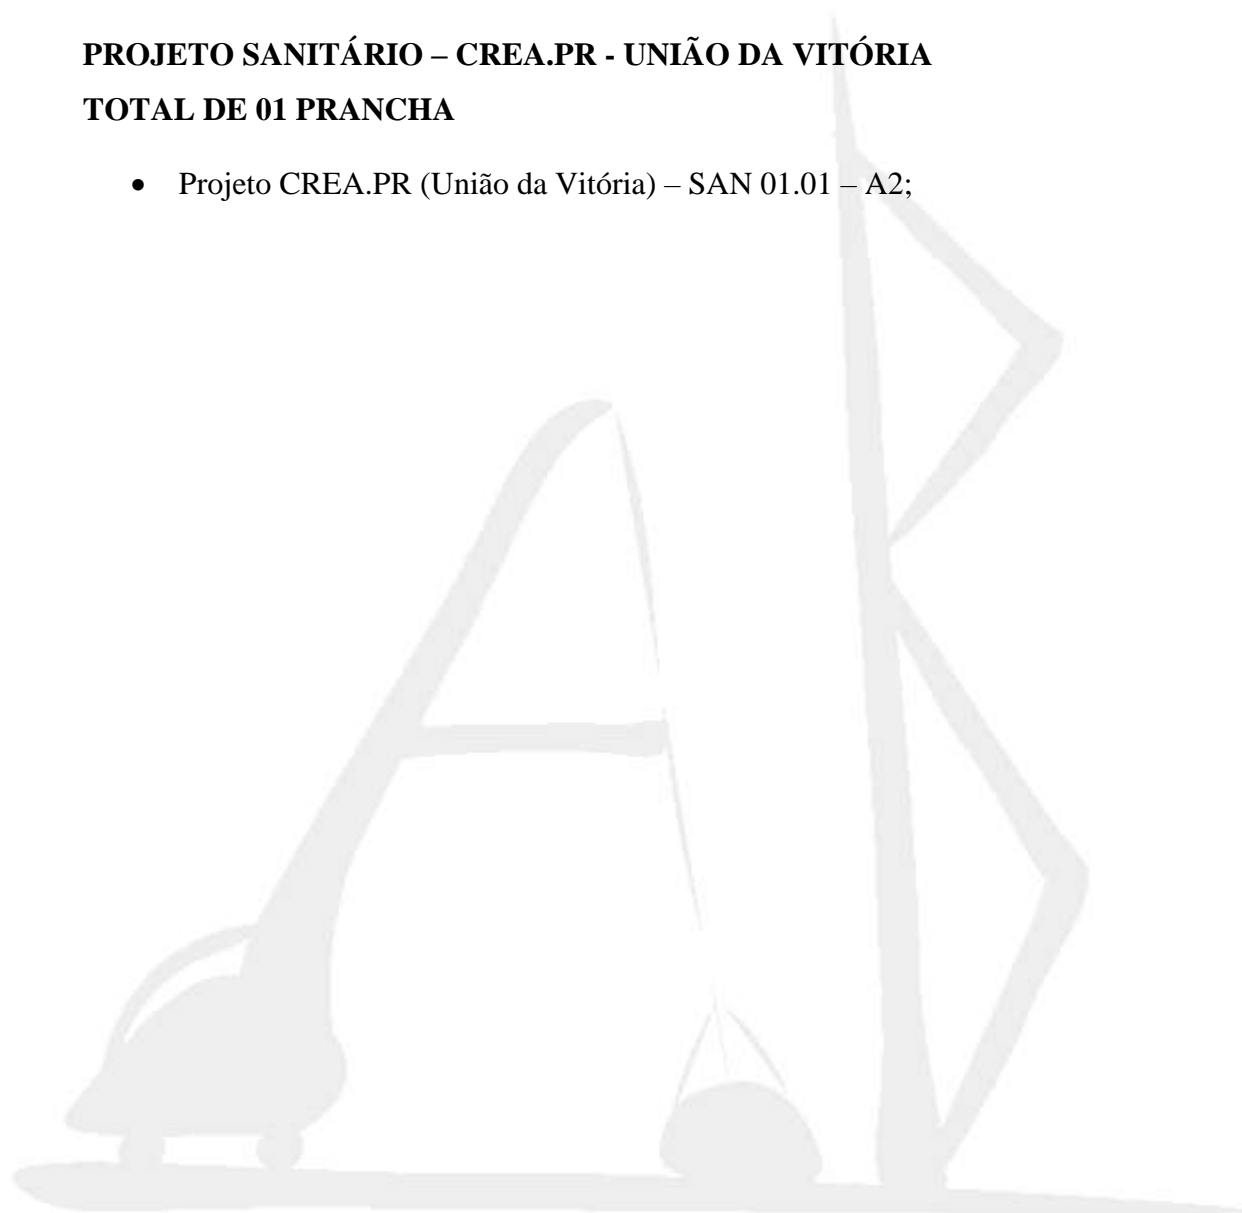 PROJETO SANITÁRIO – CREA.PR - UNIÃO DA VITÓRIA
TOTAL DE 01 PRANCHA
• Projeto CREA.PR (União da Vitória) – SAN 01.01 – A2;